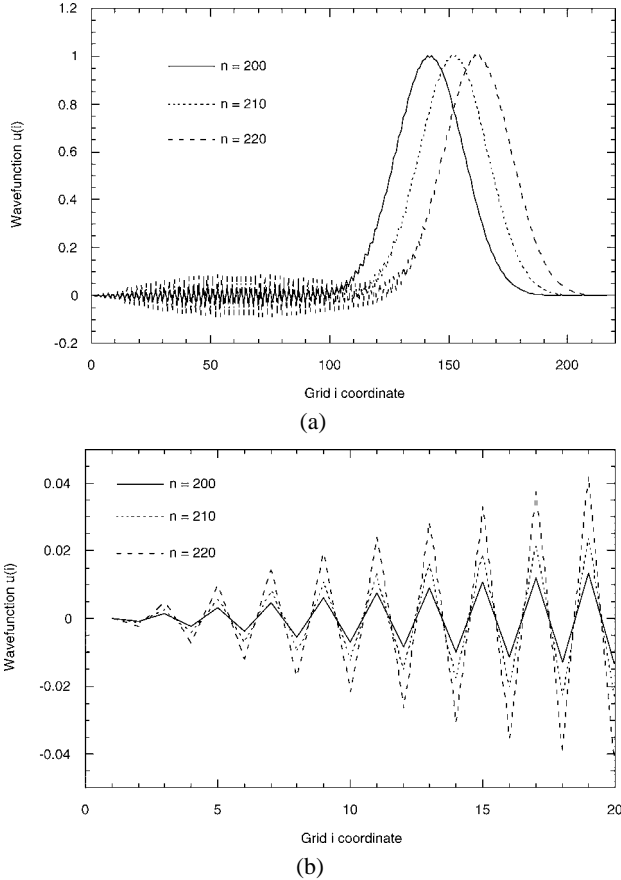 1.2
1
0.8
0.6
0.4
0.2
0
-0.2
Wavefunction u(i)
n = 200
n = 210
n = 220
0 50 100 150 200
Grid i coordinate
(a)
0.04
0.02
0
-0.02
-0.04
Wavefunction u(i)
n = 200
n = 210
n = 220
0 5 10 15 20
Grid i coordinate
(b)